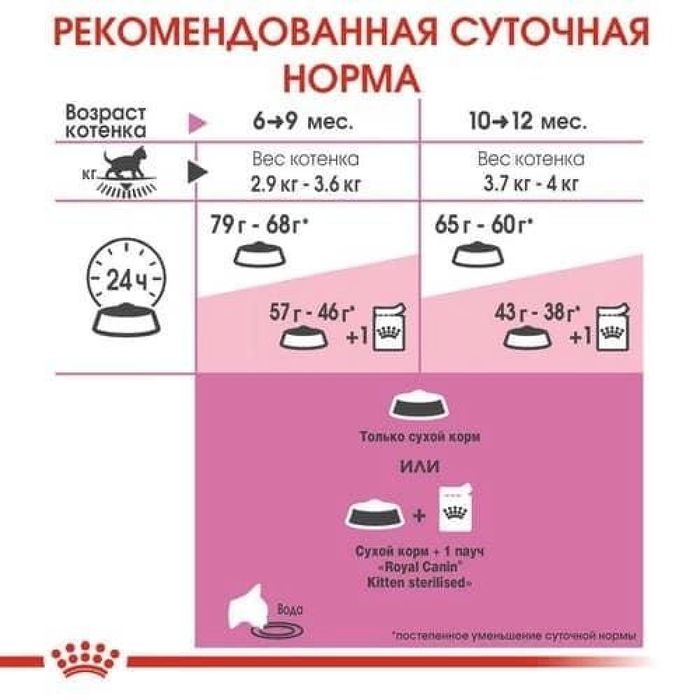 РЕКОМЕНДОВАННАЯ СУТОЧНАЯ
НОРМА
Возраст
котенка
6→9 мес.
10→12 мес.
кг
Вес котенка
2.9 кг - 3.6 кг
Вес котенка
3.7 кг - 4 кг
24 ч
79 г - 68 г*
65 г - 60 г*
57 г - 46 г*
+1
43 г - 38 г*
+1
Только сухой корм
ИЛИ
+
Сухой корм + 1 пауч
«Royal Canin®
Kitten sterilised»
Вода
*постепенное уменьшение суточной нормы